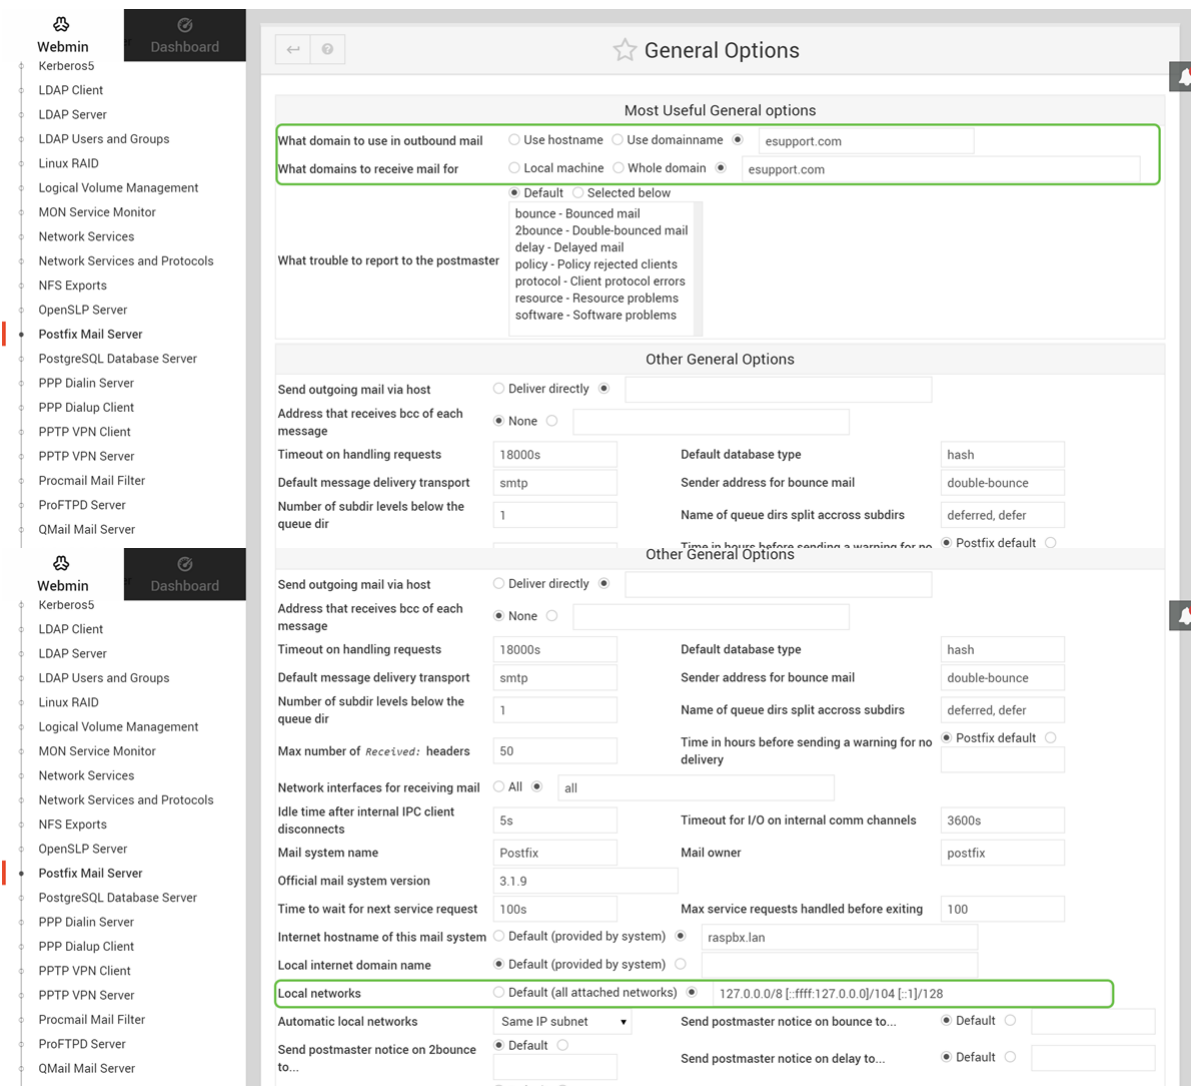 Webmin
Dashboard
Kerberos5
LDAP Client
LDAP Server
LDAP Users and Groups
Linux RAID
Logical Volume Management
MON Service Monitor
Network Services
Network Services and Protocols
NFS Exports
OpenSLP Server
Postfix Mail Server
PostgreSQL Database Server
PPP Dialin Server
PPP Dialup Client
PPTP VPN Client
PPTP VPN Server
Procmail Mail Filter
ProFTPD Server
QMail Mail Server
General Options
Most Useful General options
What domain to use in outbound mail Use hostname Use domainname esupport.com
What domains to receive mail for Local machine Whole domain esupport.com
Default Selected below
What trouble to report to the postmaster
bounce - Bounced mail
2bounce - Double-bounced mail
delay - Delayed mail
policy - Policy rejected clients
protocol - Client protocol errors
resource - Resource problems
software - Software problems
Other General Options
Send outgoing mail via host Deliver directly
Address that receives bcc of each
message
None
Timeout on handling requests 18000s Default database type hash
Default message delivery transport smtp Sender address for bounce mail double-bounce
Number of subdir levels below the
queue dir
1 Name of queue dirs split accross subdirs deferred, defer
Time in hours before sending a warning for no Postfix default
Webmin
Dashboard
Kerberos5
LDAP Client
LDAP Server
LDAP Users and Groups
Linux RAID
Logical Volume Management
MON Service Monitor
Network Services
Network Services and Protocols
NFS Exports
OpenSLP Server
Postfix Mail Server
PostgreSQL Database Server
PPP Dialin Server
PPP Dialup Client
PPTP VPN Client
PPTP VPN Server
Procmail Mail Filter
ProFTPD Server
QMail Mail Server
Other General Options
Send outgoing mail via host Deliver directly
Address that receives bcc of each
message
None
Timeout on handling requests 18000s Default database type hash
Default message delivery transport smtp Sender address for bounce mail double-bounce
Number of subdir levels below the
queue dir
1 Name of queue dirs split accross subdirs deferred, defer
Max number of Received: headers 50
Time in hours before sending a warning for no
delivery
Postfix default
Network interfaces for receiving mail All all
Idle time after internal IPC client
disconnects
5s Timeout for I/O on internal comm channels 3600s
Mail system name Postfix Mail owner postfix
Official mail system version 3.1.9
Time to wait for next service request 100s Max service requests handled before exiting 100
Internet hostname of this mail system Default (provided by system) raspbx.lan
Local internet domain name Default (provided by system)
Local networks Default (all attached networks) 127.0.0.0/8 [::ffff:127.0.0.0]/104 [::1]/128
Automatic local networks Same IP subnet Send postmaster notice on bounce to... Default
Send postmaster notice on 2bounce
to...
Default
Send postmaster notice on delay to... Default